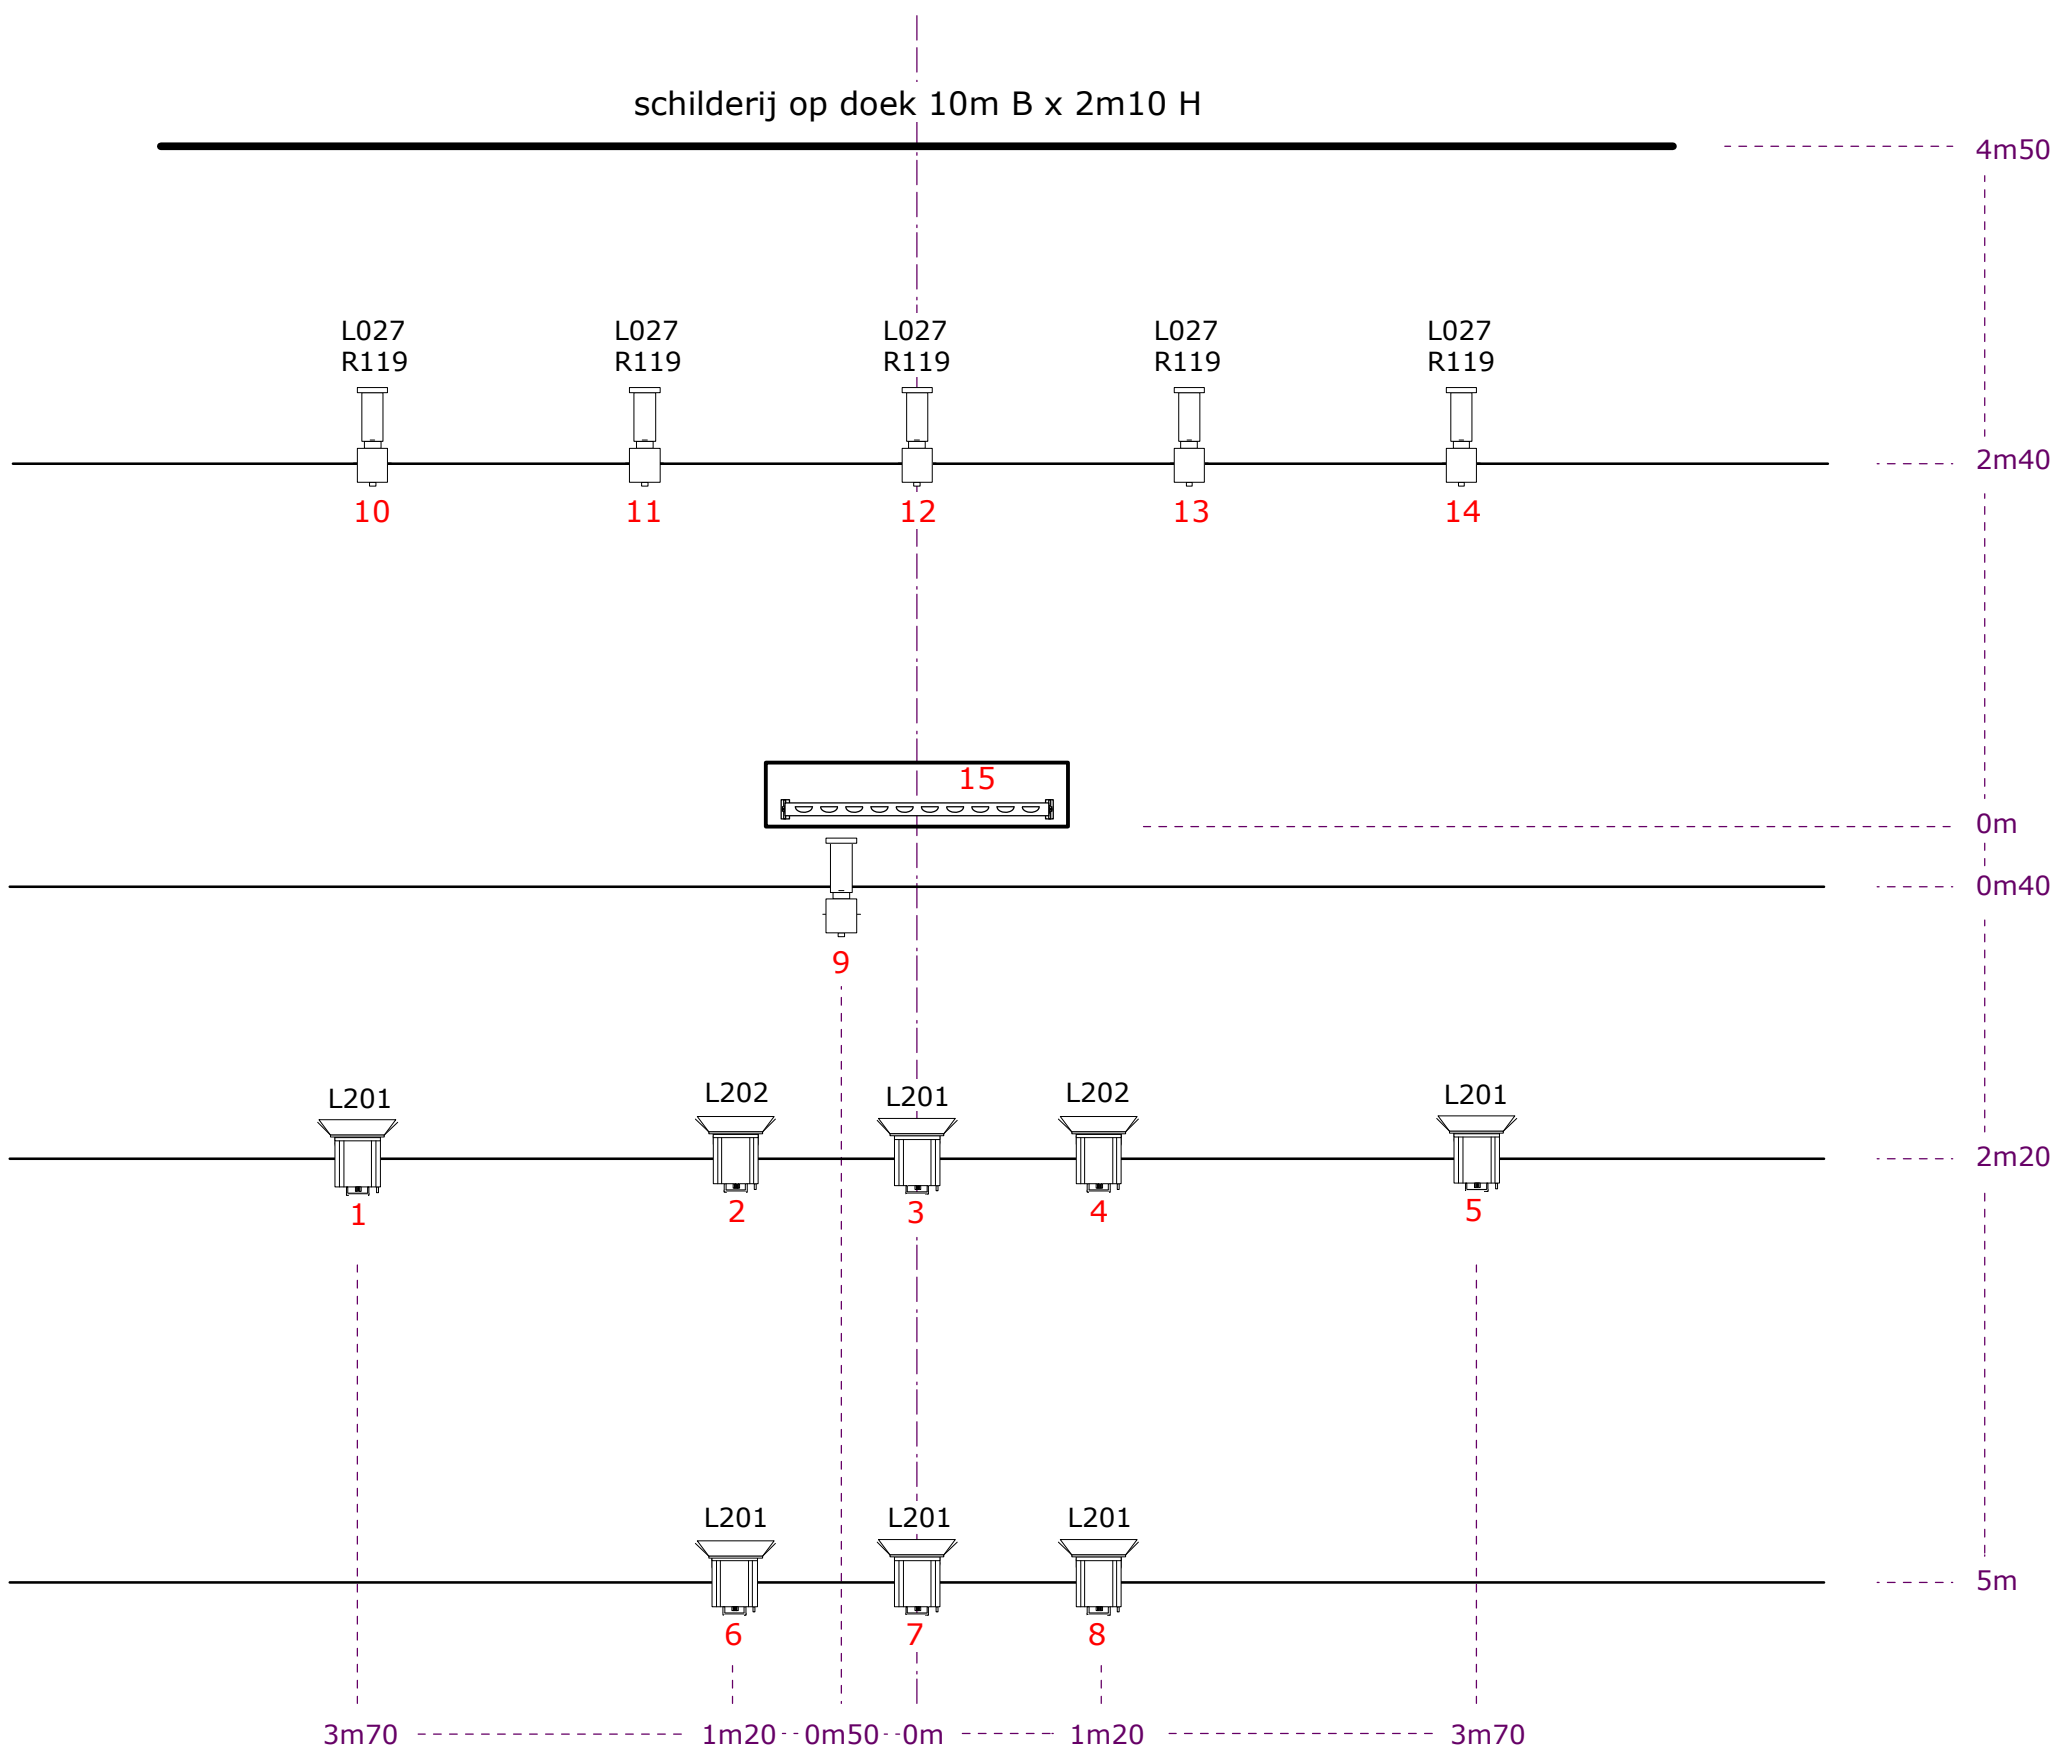 schilderij op doek 10m B x 2m10 H
4m50
L027 L027 L027 L027 L027
R119 R119 R119 R119 R119
2m40
10 11 12 13 14
15
0m
0m40
9
L201 L202 L201 L202 L201
2m20
1 2 3 4 5
L201 L201 L201
5m
6 7 8
3m70 1m20 0m50 0m 1m20 3m70